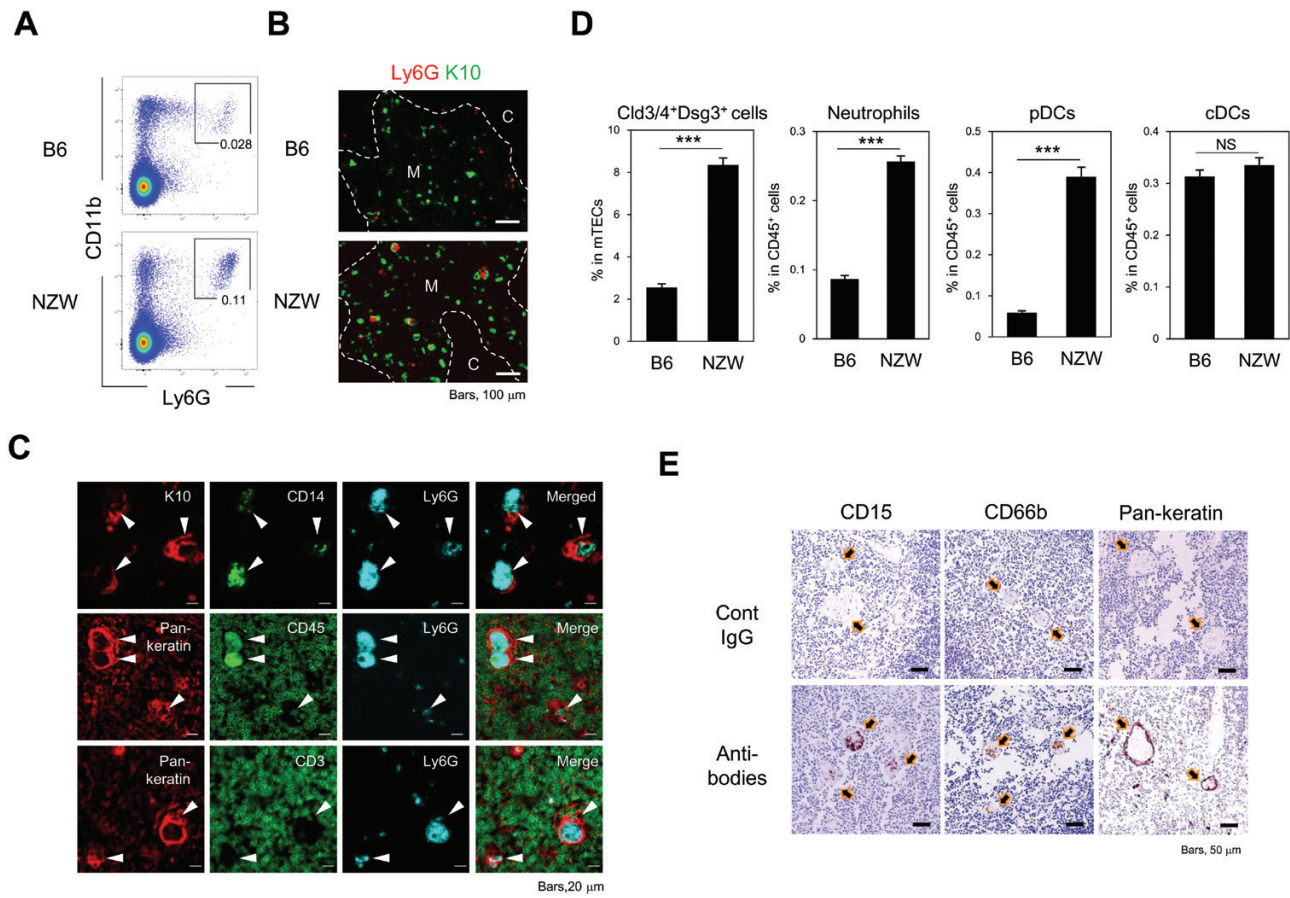 A
B6
0.028
NZW
0.11
CD11b
Ly6G
B
Ly6G K10
B6
C
M
NZW
M
C
Bars, 100 μm
D
Cld3/4⁺Dsg3⁺ cells
% in mTECs
10
8
6
4
2
0
***
B6 NZW
Neutrophils
% in CD45⁺ cells
0.3
0.2
0.1
0
***
B6 NZW
pDCs
% in CD45⁺ cells
0.5
0.4
0.3
0.2
0.1
0
***
B6 NZW
cDCs
% in CD45⁺ cells
0.4
0.3
0.2
0.1
0
NS
B6 NZW
C
K10 CD14 Ly6G Merged
Pan-
keratin
CD45 Ly6G Merge
Pan-
keratin
CD3 Ly6G Merge
Bars,20 μm
E
CD15 CD66b Pan-keratin
Cont
IgG
Anti-
bodies
Bars, 50 μm